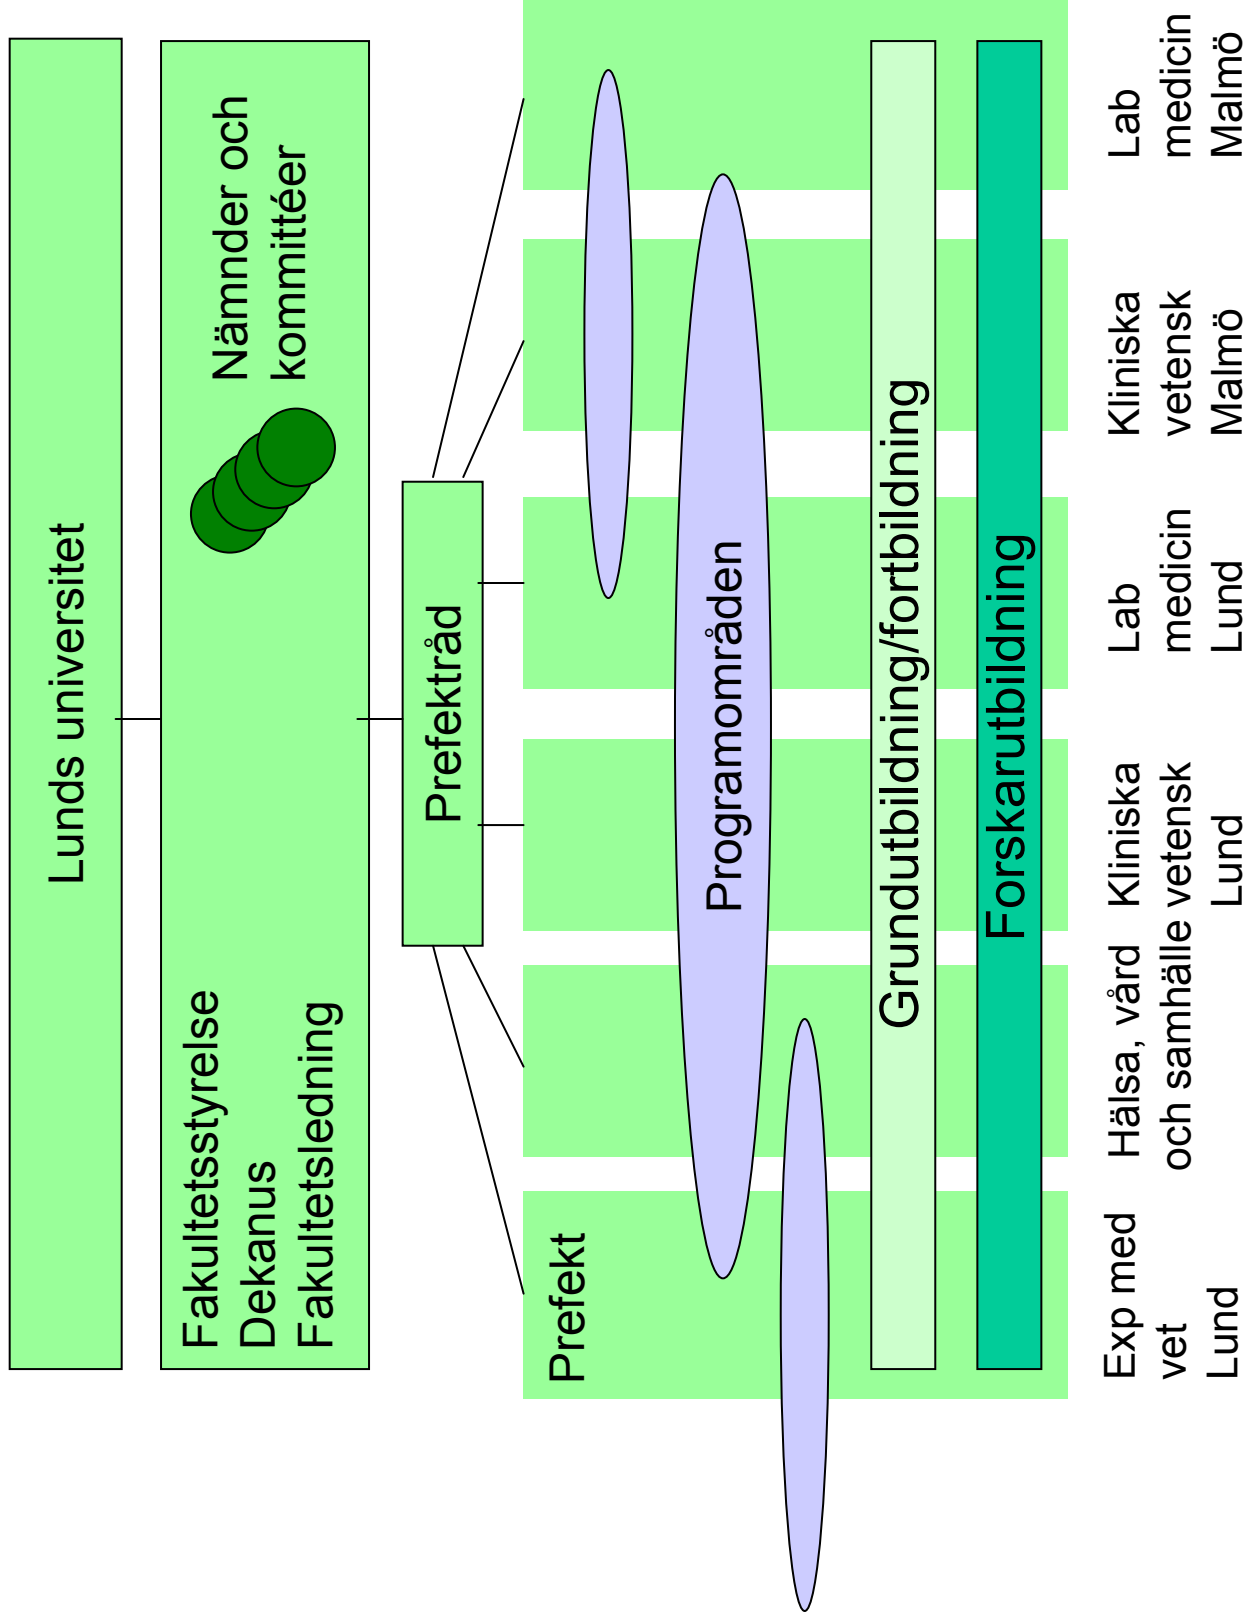 Lunds universitet
Fakultetsstyrelse
Dekanus
Fakultetsledning
Nämnder och
kommittéer
Prefektråd
Prefekt
Programområden
Grundutbildning/fortbildning
Forskarutbildning
Exp med
vet
Lund
Hälsa, vård
och samhälle
Kliniska
vetensk
Lund
Lab
medicin
Lund
Kliniska
vetensk
Malmö
Lab
medicin
Malmö